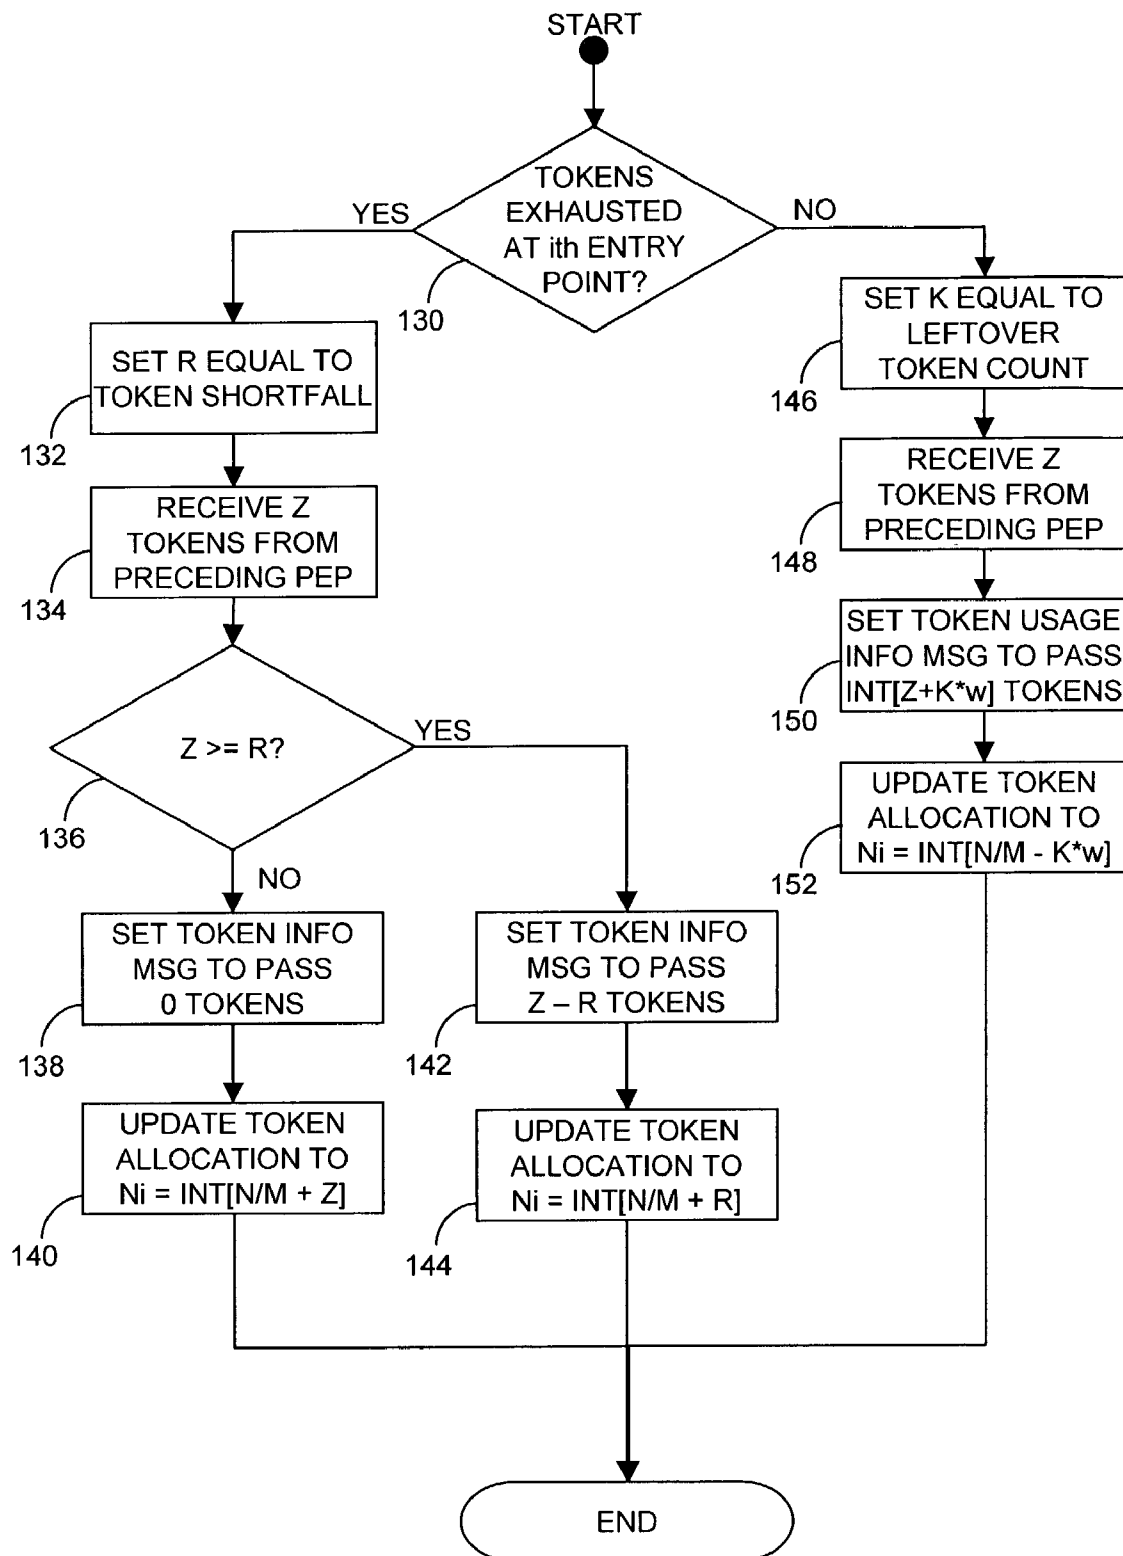 START
TOKENS
EXHAUSTED
AT ith ENTRY
POINT?
YES
NO
130
SET R EQUAL TO
TOKEN SHORTFALL
132
RECEIVE Z
TOKENS FROM
PRECEDING PEP
134
Z >= R?
136
YES
NO
SET TOKEN INFO
MSG TO PASS
0 TOKENS
138
UPDATE TOKEN
ALLOCATION TO
Ni = INT[N/M + Z]
140
SET TOKEN INFO
MSG TO PASS
Z – R TOKENS
142
UPDATE TOKEN
ALLOCATION TO
Ni = INT[N/M + R]
144
SET K EQUAL TO
LEFTOVER
TOKEN COUNT
146
RECEIVE Z
TOKENS FROM
PRECEDING PEP
148
SET TOKEN USAGE
INFO MSG TO PASS
INT[Z+K*w] TOKENS
150
UPDATE TOKEN
ALLOCATION TO
Ni = INT[N/M - K*w]
152
END